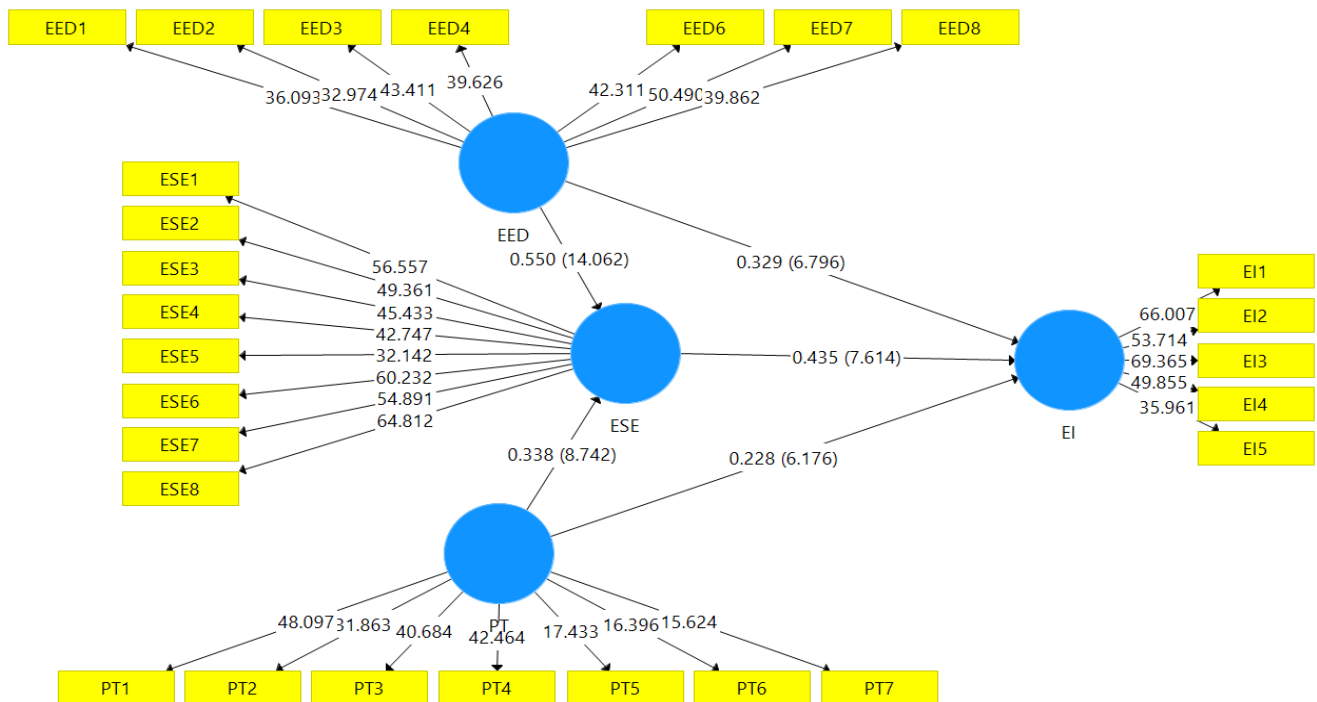 EED1 EED2 EED3 EED4 EED6 EED7 EED8
36.093 32.974 43.411 39.626 42.311 50.490 39.862
EED
ESE1
ESE2
ESE3
ESE4
ESE5
ESE6
ESE7
ESE8
56.557
49.361
45.433
42.747
32.142
60.232
54.891
64.812
0.550 (14.062)
0.329 (6.796)
ESE
0.435 (7.614)
0.338 (8.742)
0.228 (6.176)
EI
66.007
53.714
69.365
49.855
35.961
EI1
EI2
EI3
EI4
EI5
PT
48.097 31.863 40.684 42.464 17.433 16.396 15.624
PT1 PT2 PT3 PT4 PT5 PT6 PT7